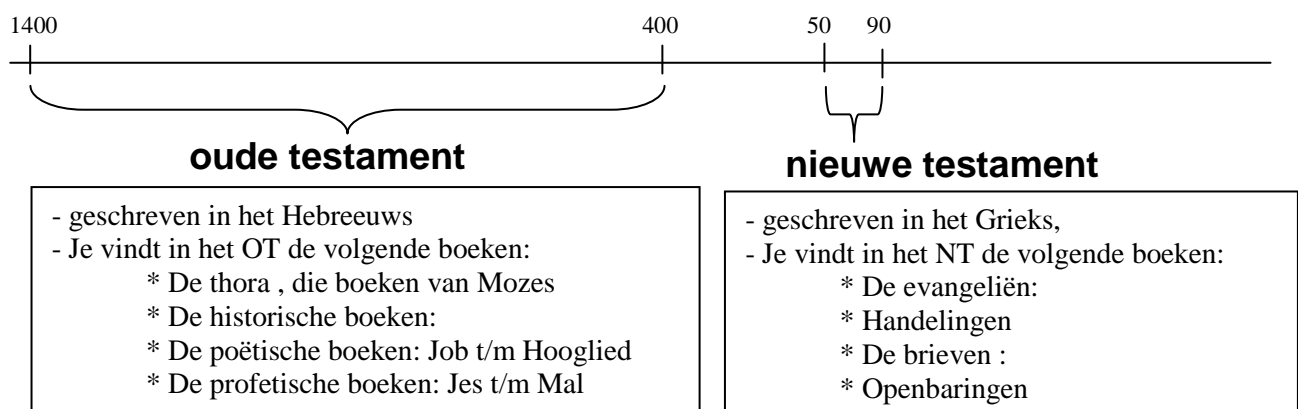 1400 400 50 90
oude testament
- geschreven in het Hebreeuws
- Je vindt in het OT de volgende boeken:
* De thora , die boeken van Mozes
* De historische boeken:
* De poëtische boeken: Job t/m Hooglied
* De profetische boeken: Jes t/m Mal
nieuwe testament
- geschreven in het Grieks,
- Je vindt in het NT de volgende boeken:
* De evangeliën:
* Handelingen
* De brieven :
* Openbaringen